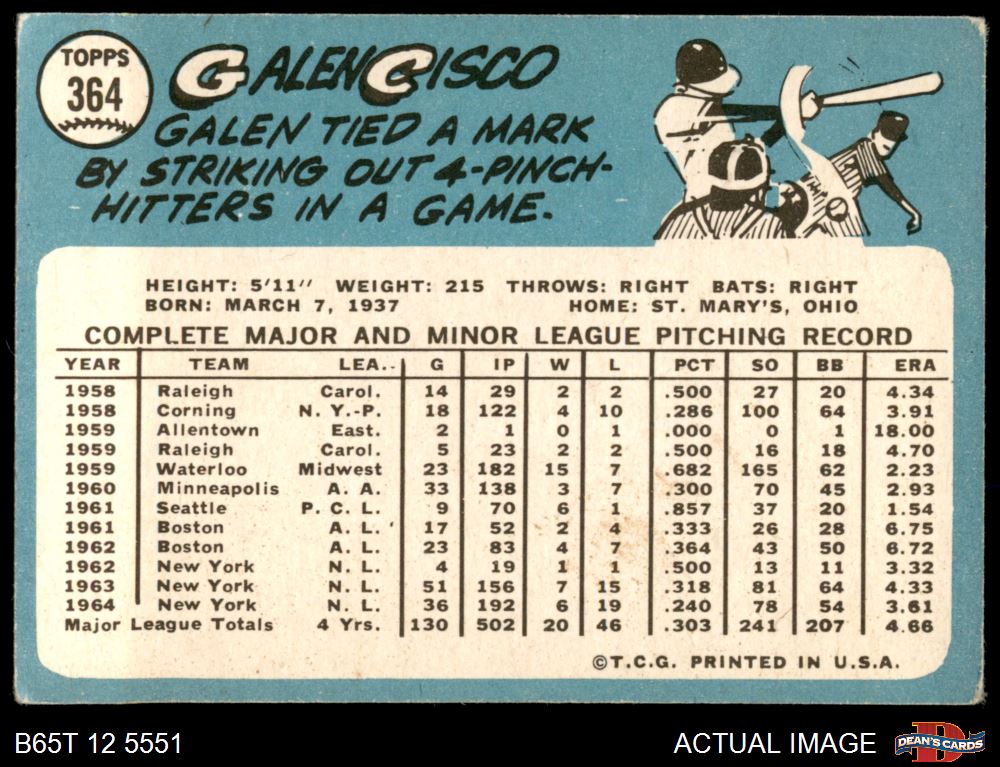 TOPPS
364
GALEN CISCO
GALEN TIED A MARK
BY STRIKING OUT 4-PINCH-
HITTERS IN A GAME.
HEIGHT: 5'11" WEIGHT: 215 THROWS: RIGHT BATS: RIGHT
BORN: MARCH 7, 1937 HOME: ST. MARY'S, OHIO
COMPLETE MAJOR AND MINOR LEAGUE PITCHING RECORD
YEAR TEAM LEA. G IP W L PCT SO BB ERA
1958 Raleigh Carol. 14 29 2 2 .500 27 20 4.34
1958 Corning N. Y.-P. 18 122 4 10 .286 100 64 3.91
1959 Allentown East. 2 1 0 1 .000 0 1 18.00
1959 Raleigh Carol. 5 23 2 2 .500 16 18 4.70
1959 Waterloo Midwest 23 182 15 7 .682 165 62 2.23
1960 Minneapolis A. A. 33 138 3 7 .300 70 45 2.93
1961 Seattle P. C. L. 9 70 6 1 .857 37 20 1.54
1961 Boston A. L. 17 52 2 4 .333 26 28 6.75
1962 Boston A. L. 23 83 4 7 .364 43 50 6.72
1962 New York N. L. 4 19 1 1 .500 13 11 3.32
1963 New York N. L. 51 156 7 15 .318 81 64 4.33
1964 New York N. L. 36 192 6 19 .240 78 54 3.61
Major League Totals 4 Yrs. 130 502 20 46 .303 241 207 4.66
©T.C.G. PRINTED IN U.S.A.
B65T 12 5551
ACTUAL IMAGE
DEAN'S CARDS